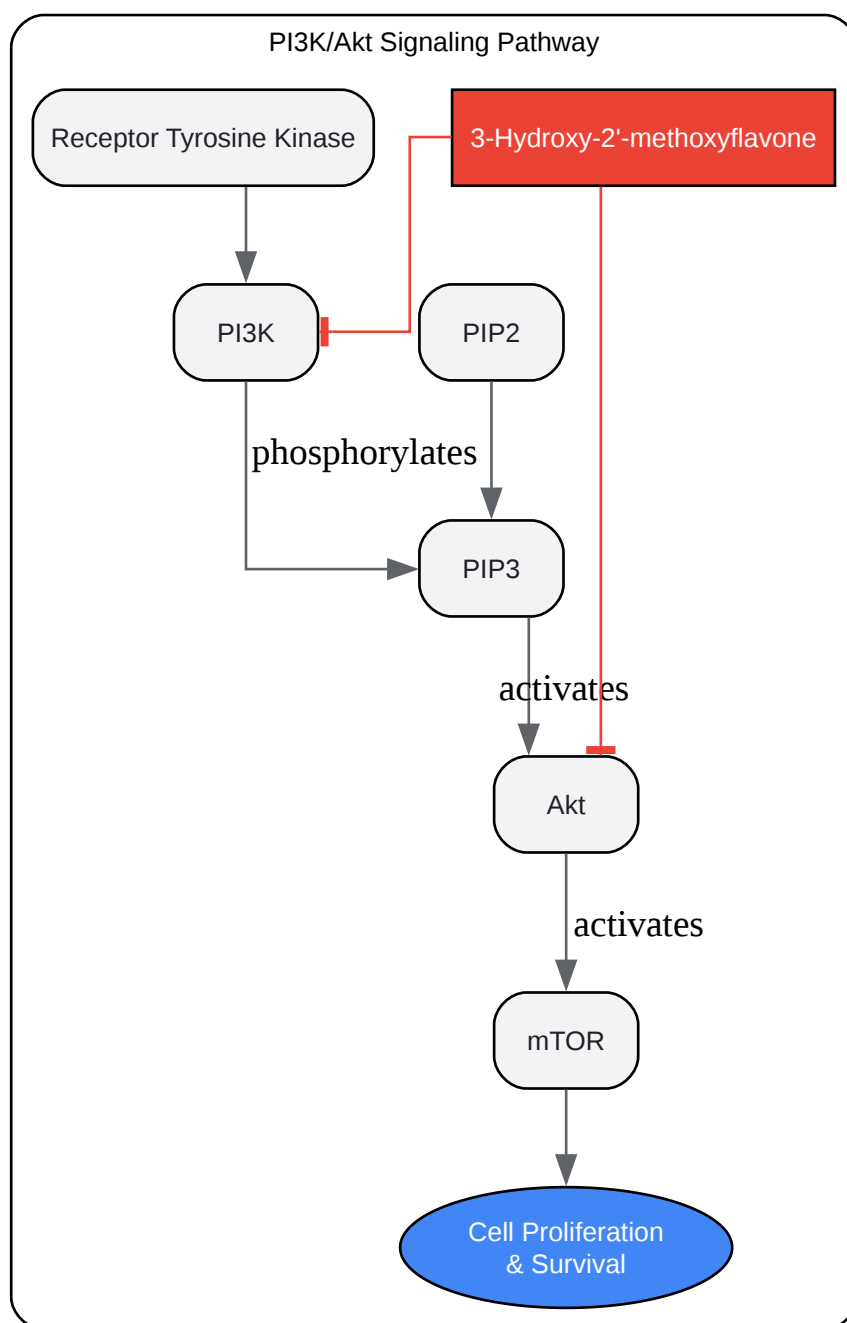 PI3K/Akt Signaling Pathway
Receptor Tyrosine Kinase
3-Hydroxy-2'-methoxyflavone
PI3K
PIP2
phosphorylates
PIP3
activates
Akt
activates
mTOR
Cell Proliferation
& Survival